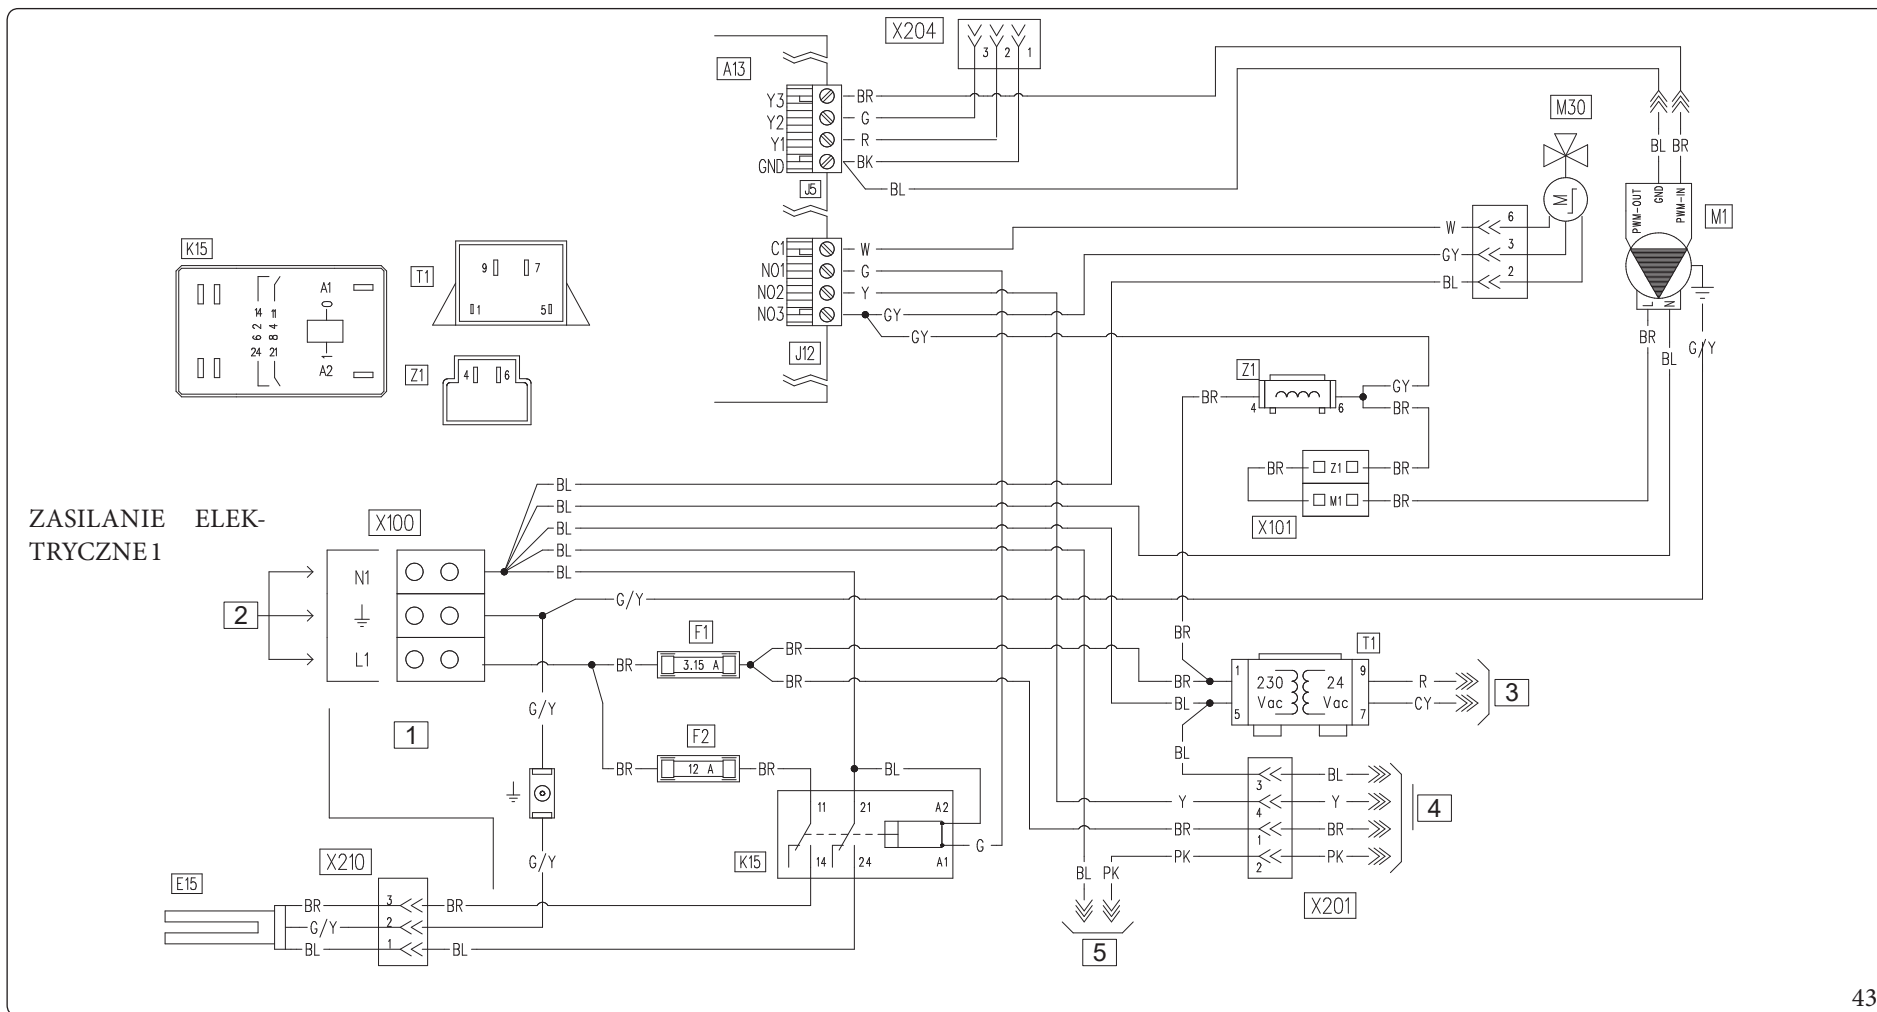 X204
3 2 1
A13
Y3 BR
Y2 G
Y1 R
GND BK
BL
J5
M30
BL BR
PWM-OUT
GND
PWM-IN
M1
M
L N
K15
A1
14 11
2 4
6 8
24 21
A2
T1
9 7
1 5
Z1
4 6
C1 W
NO1 G
NO2 Y
NO3 GY
GY
J12
W 6
GY 3
BL 2
BR
BL
G/Y
Z1
BR 4 6 GY
BR
BR Z1 BR
M1 BR
X101
ZASILANIE ELEK-
TRYCZNE 1
X100
BL
BL
BL
BL
BL
N1
2
L1
G/Y
F1
BR 3.15 A BR
BR
1
G/Y
F2
BR 12 A BR
BL
BR
T1
BR 1 230 Vac 24 Vac 9 R
BL 5 7 CY
3
BL
3 BL
Y 4 Y
BR 1 BR
PK 2 PK
4
X201
11 21 A2
K15 14 24 A1 G
G/Y
BL PK
5
X210
E15
BR 3 BR
G/Y 2
BL 1 BL
43